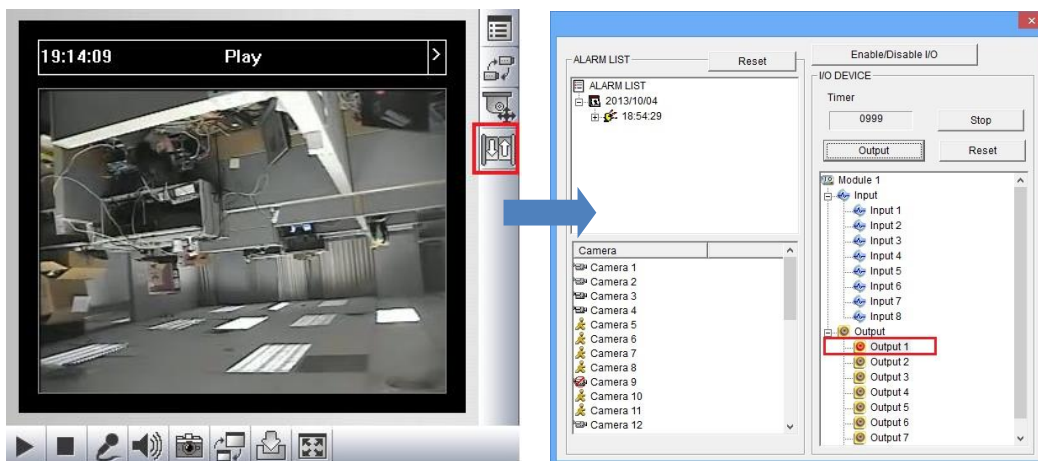 19:14:09 Play >
ALARM LIST
Reset
ALARM LIST
2013/10/04
18:54:29
Camera
Camera 1
Camera 2
Camera 3
Camera 4
Camera 5
Camera 6
Camera 7
Camera 8
Camera 9
Camera 10
Camera 11
Camera 12
Enable/Disable I/O
I/O DEVICE
Timer
0999
Stop
Output
Reset
Module 1
Input
Input 1
Input 2
Input 3
Input 4
Input 5
Input 6
Input 7
Input 8
Output
Output 1
Output 2
Output 3
Output 4
Output 5
Output 6
Output 7